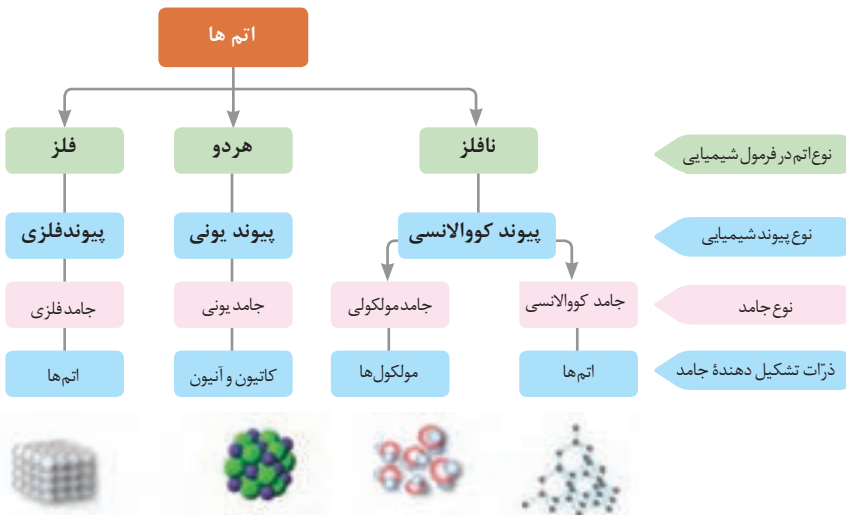 اتم ها
نوع اتم در فرمول شیمیایی
نافلز
هردو
فلز
نوع پیوند شیمیایی
پیوند کووالانسی
پیوند یونی
پیوند فلزی
نوع جامد
جامد کووالانسی
جامد مولکولی
جامد یونی
جامد فلزی
ذرّات تشکیل دهندهٔ جامد
اتم‌ها
مولکول‌ها
کاتیون و آنیون
اتم‌ها